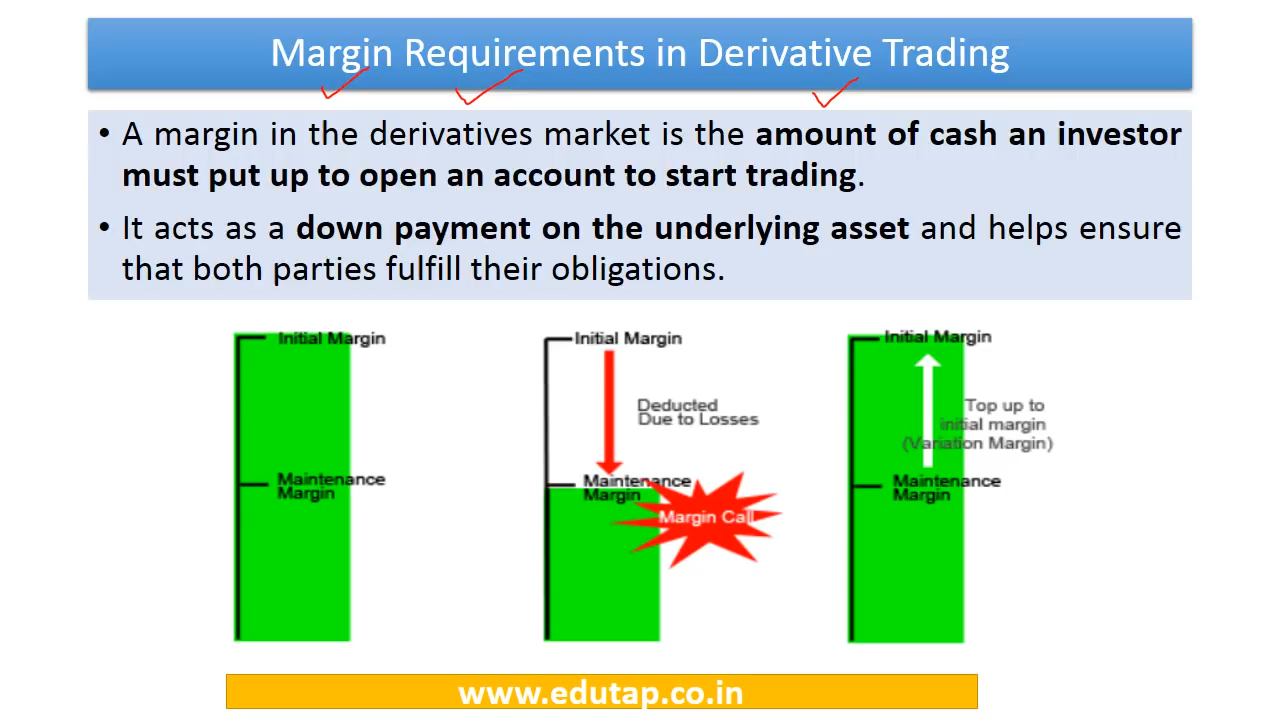 Margin Requirements in Derivative Trading
• A margin in the derivatives market is the amount of cash an investor
must put up to open an account to start trading.
• It acts as a down payment on the underlying asset and helps ensure
that both parties fulfill their obligations.
Initial Margin
Maintenance
Margin
Initial Margin
Deducted
Due to Losses
Maintenance
Margin
Margin Call
Initial Margin
Top up to
initial margin
(Variation Margin)
Maintenance
Margin
www.edutap.co.in